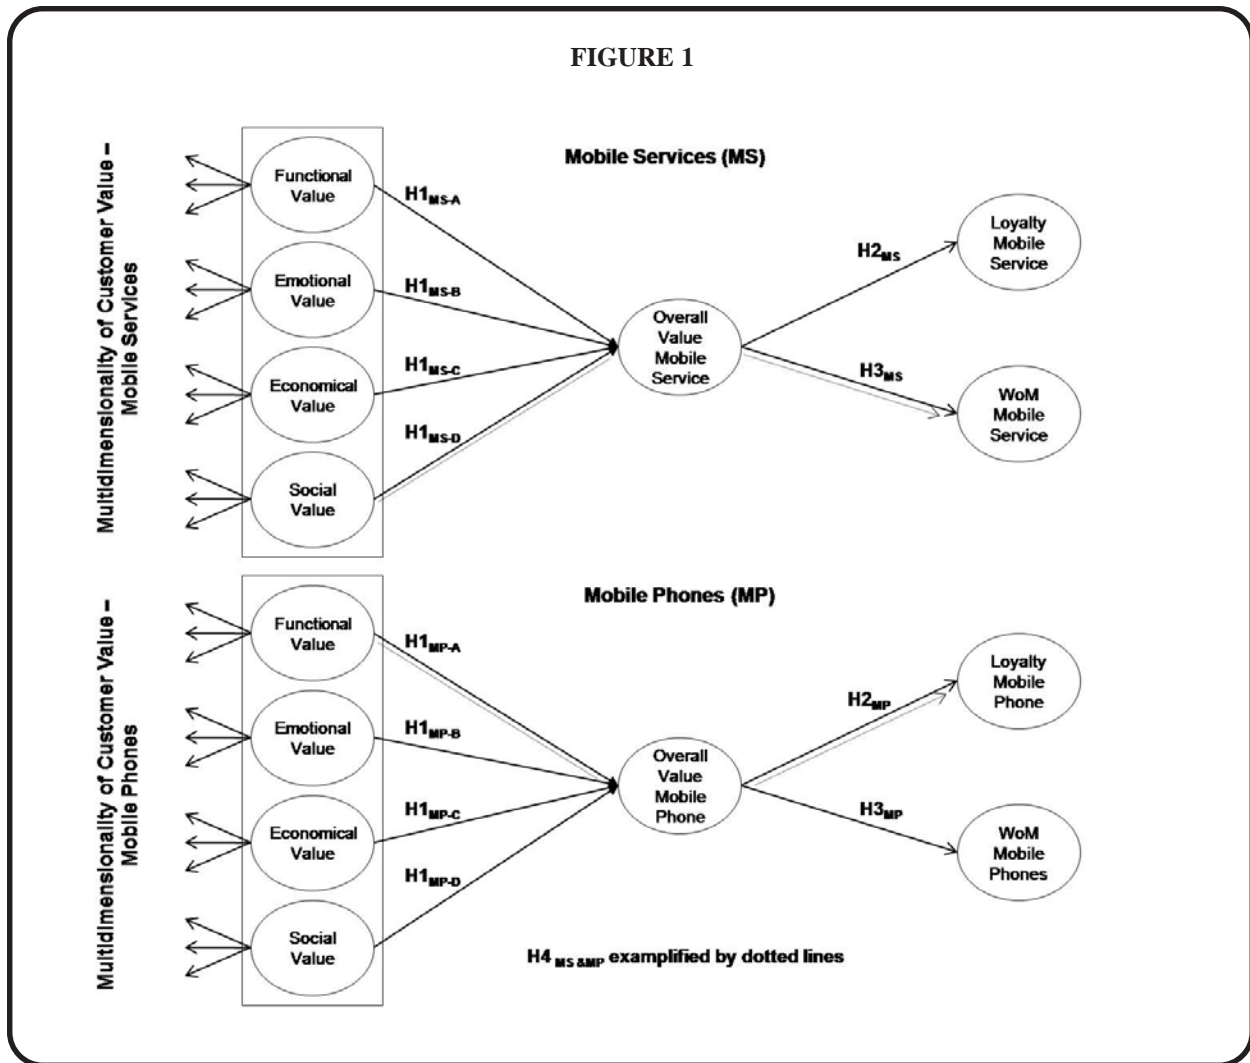 FIGURE 1
Multidimensionality of Customer Value –
Mobile Services
Mobile Services (MS)
Functional
Value
Emotional
Value
Economical
Value
Social
Value
H1MS-A
H1MS-B
H1MS-C
H1MS-D
Overall
Value
Mobile
Service
H2MS
H3MS
Loyalty
Mobile
Service
WoM
Mobile
Service
Multidimensionality of Customer Value –
Mobile Phones
Mobile Phones (MP)
Functional
Value
Emotional
Value
Economical
Value
Social
Value
H1MP-A
H1MP-B
H1MP-C
H1MP-D
Overall
Value
Mobile
Phone
H2MP
H3MP
Loyalty
Mobile
Phone
WoM
Mobile
Phones
H4 MS &MP examplified by dotted lines